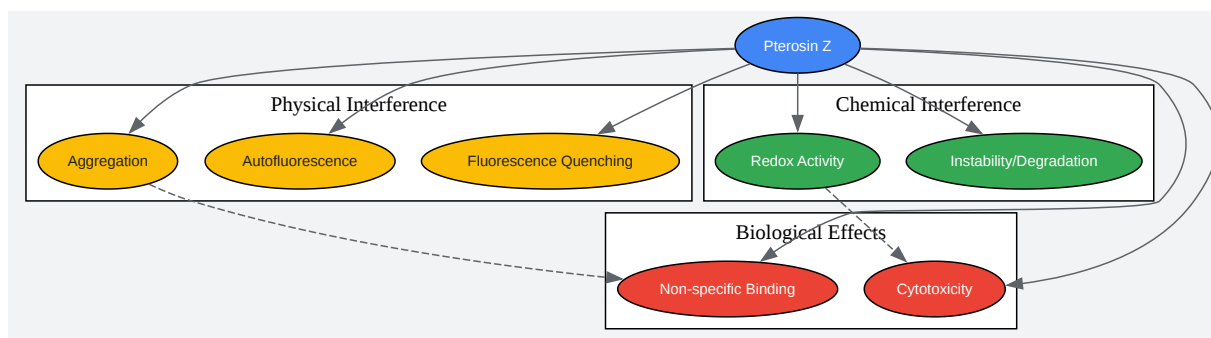 Pterosin Z
Physical Interference
Chemical Interference
Aggregation
Autofluorescence
Fluorescence Quenching
Redox Activity
Instability/Degradation
Biological Effects
Non-specific Binding
Cytotoxicity